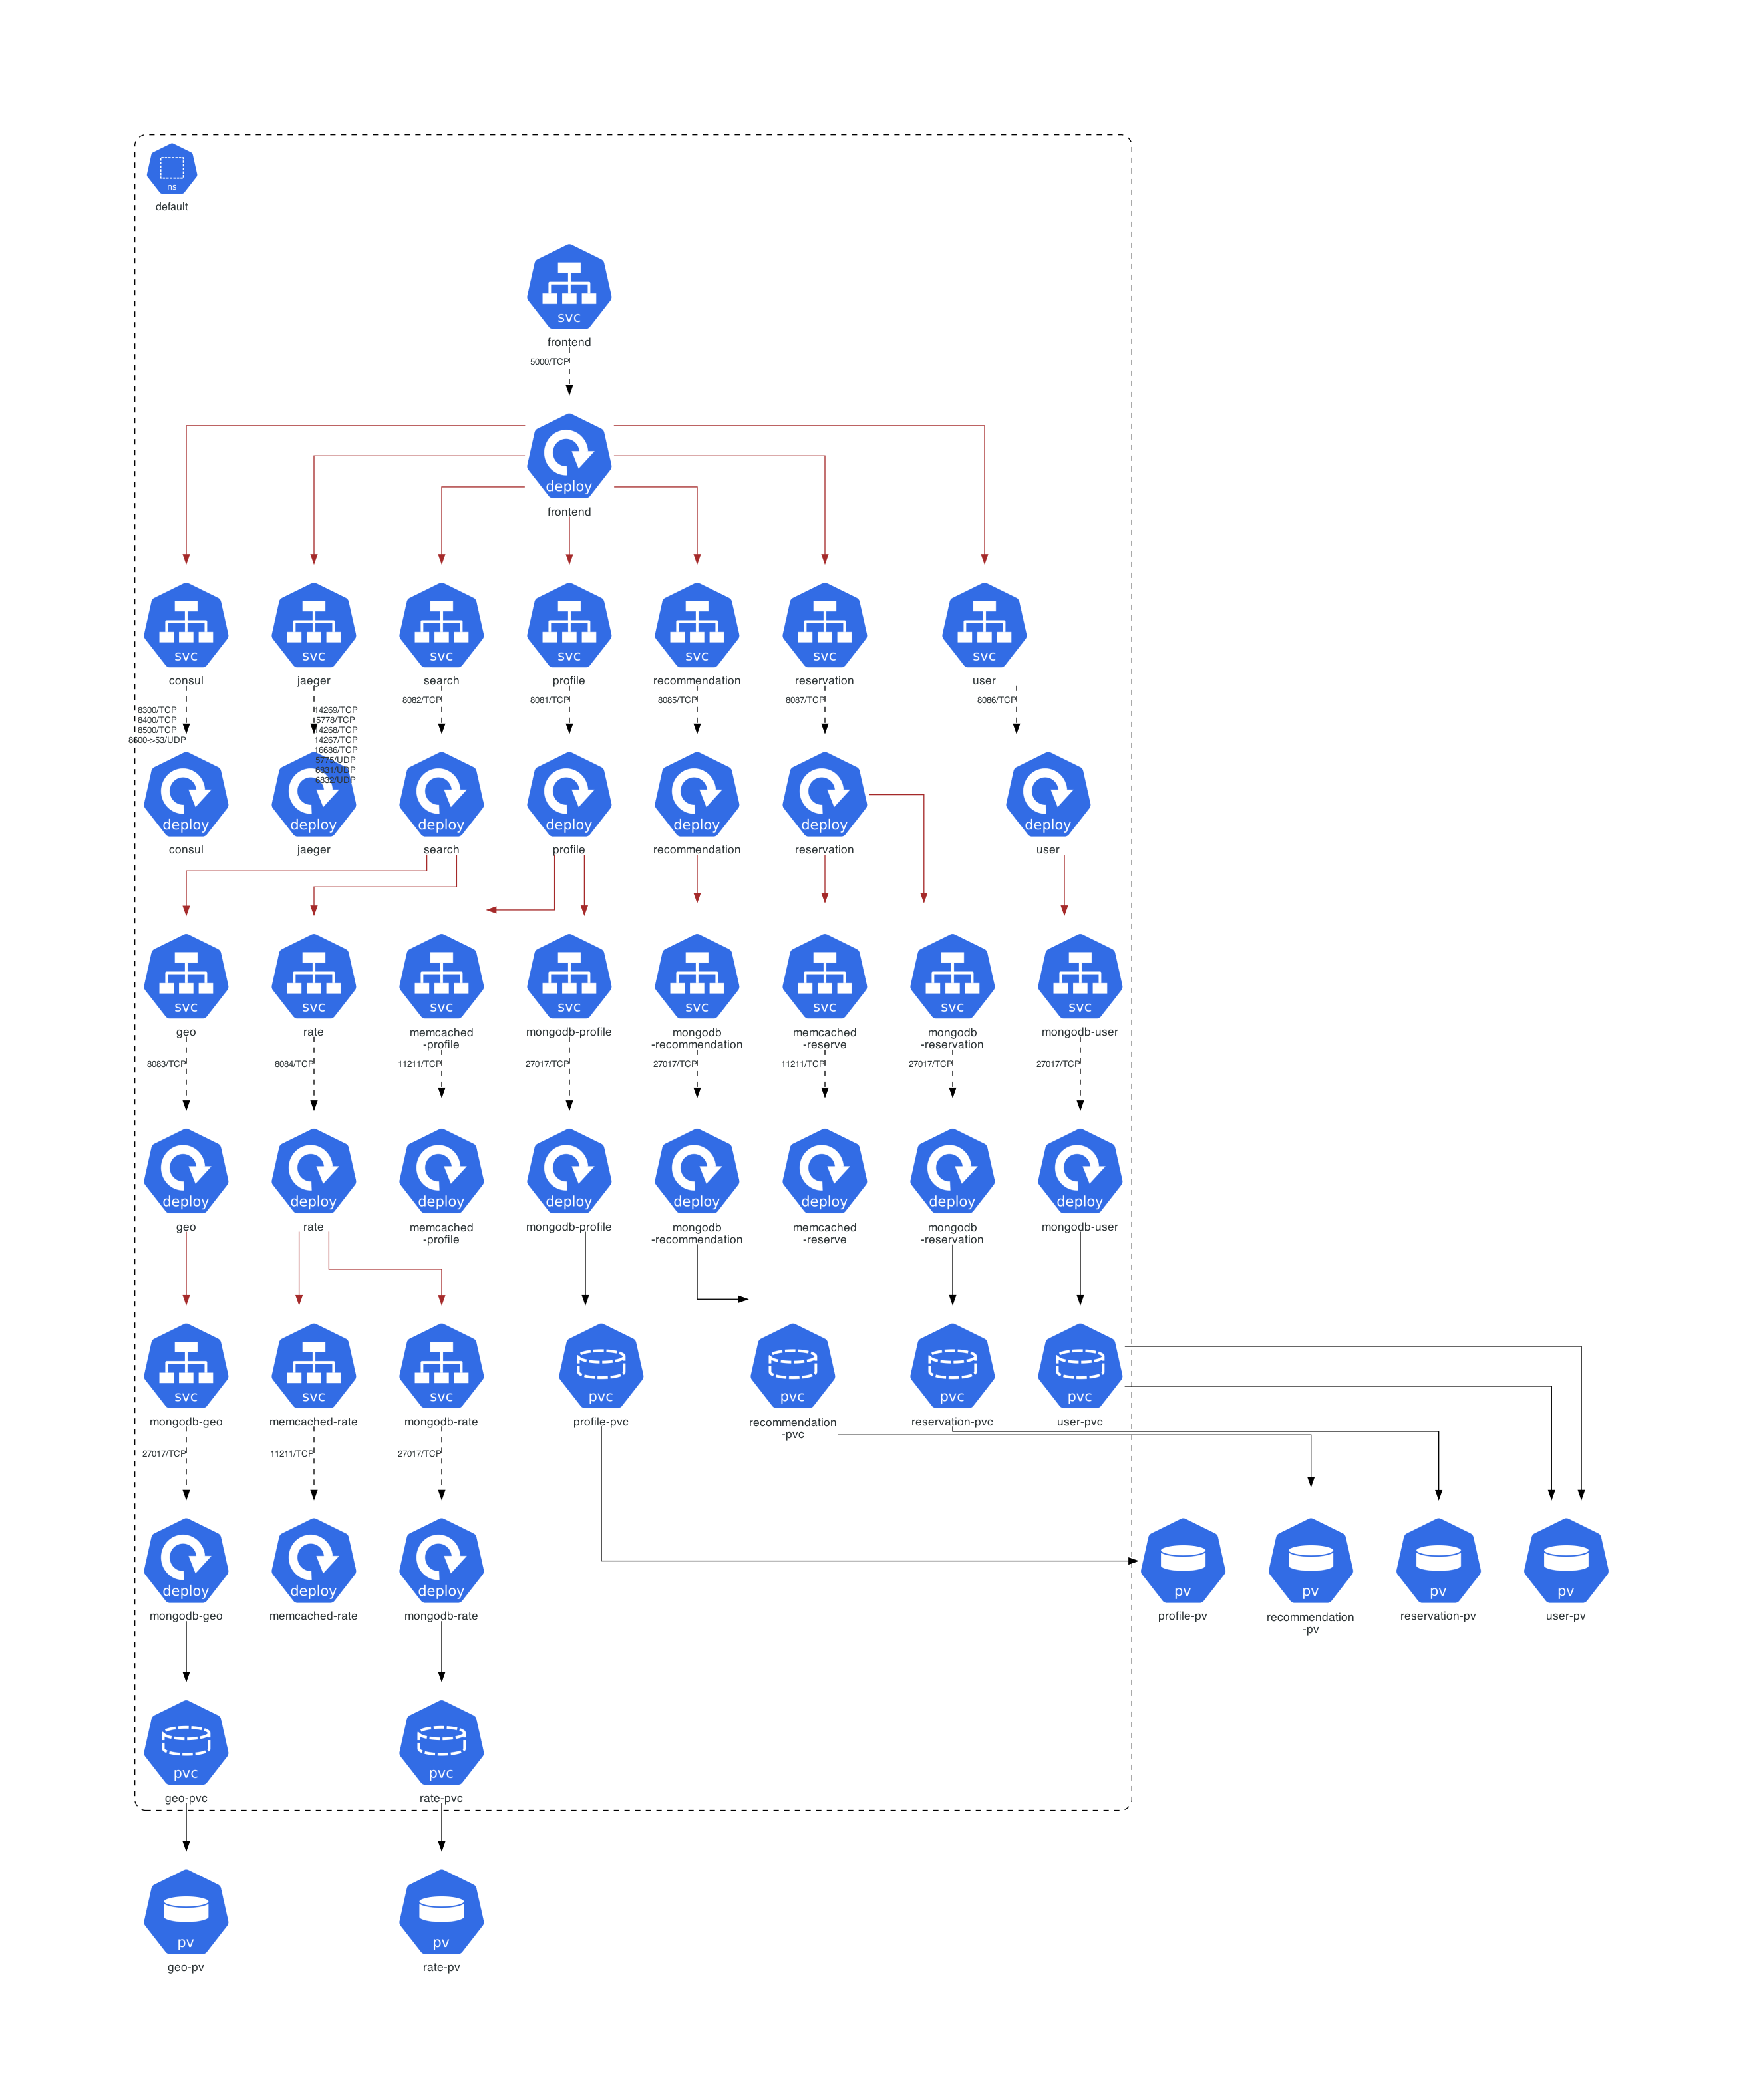 ns
default
svc
frontend
5000/TCP
deploy
frontend
svc
svc
svc
svc
svc
svc
svc
consul
jaeger
search
profile
recommendation
reservation
user
8300/TCP
8400/TCP
8500/TCP
8600->53/UDP
14269/TCP
5778/TCP
14268/TCP
14267/TCP
16686/TCP
5775/UDP
6831/UDP
6832/UDP
8082/TCP
8081/TCP
8085/TCP
8087/TCP
8086/TCP
deploy
deploy
deploy
deploy
deploy
deploy
deploy
consul
jaeger
search
profile
recommendation
reservation
user
svc
svc
svc
svc
svc
svc
svc
svc
geo
rate
memcached
-profile
mongodb-profile
mongodb
-recommendation
memcached
-reserve
mongodb
-reservation
mongodb-user
8083/TCP
8084/TCP
11211/TCP
27017/TCP
27017/TCP
11211/TCP
27017/TCP
27017/TCP
deploy
deploy
deploy
deploy
deploy
deploy
deploy
deploy
geo
rate
memcached
-profile
mongodb-profile
mongodb
-recommendation
memcached
-reserve
mongodb
-reservation
mongodb-user
svc
svc
svc
pvc
pvc
pvc
pvc
mongodb-geo
memcached-rate
mongodb-rate
profile-pvc
recommendation
-pvc
reservation-pvc
user-pvc
27017/TCP
11211/TCP
27017/TCP
deploy
deploy
deploy
pv
pv
pv
pv
mongodb-geo
memcached-rate
mongodb-rate
profile-pv
recommendation
-pv
reservation-pv
user-pv
pvc
pvc
geo-pvc
rate-pvc
pv
pv
geo-pv
rate-pv